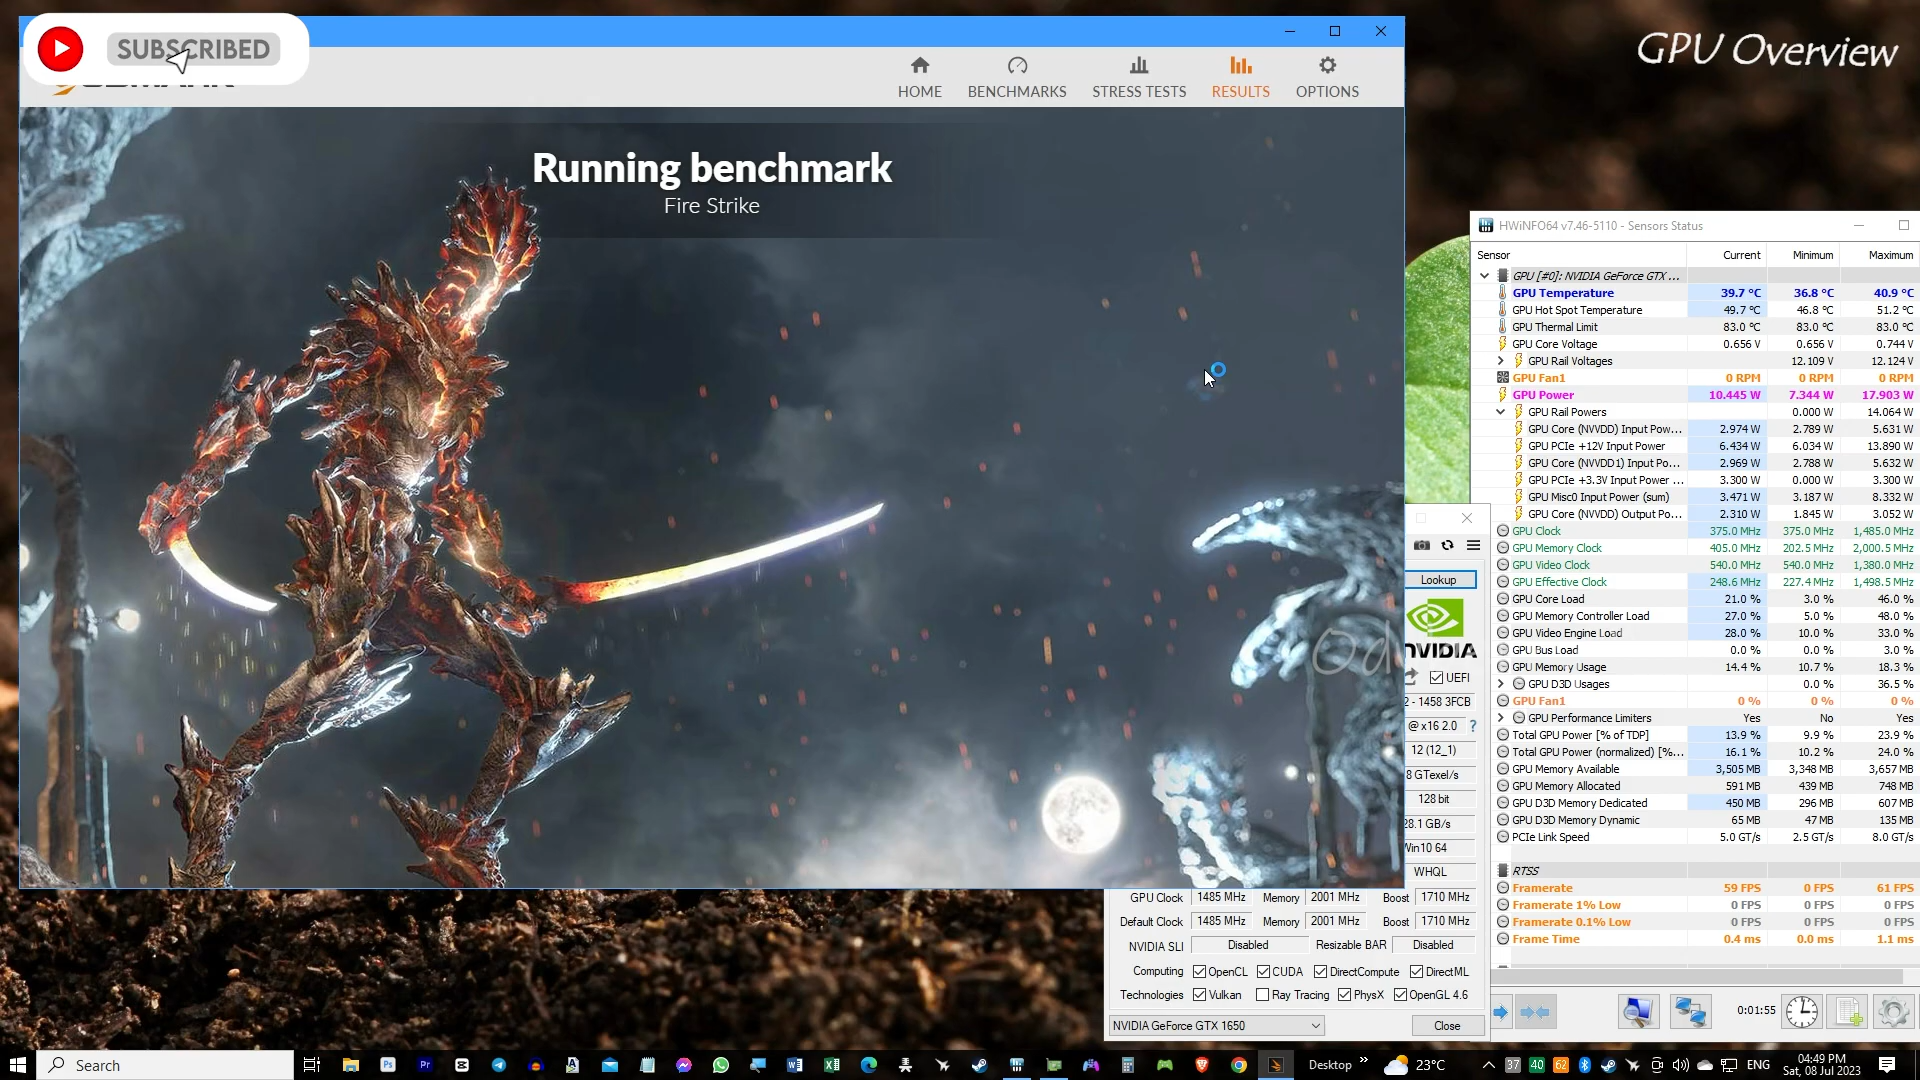 SUBSCRIBED
GPU Overview
HOME
BENCHMARKS
STRESS TESTS
RESULTS
OPTIONS
Running benchmark
Fire Strike
HWiNFO64 v7.46-5110 - Sensors Status
Sensor Current Minimum Maximum
GPU [#0]: NVIDIA GeForce GTX ...
GPU Temperature 39.7 °C 36.8 °C 40.9 °C
GPU Hot Spot Temperature 49.7 °C 46.8 °C 51.2 °C
GPU Thermal Limit 83.0 °C 83.0 °C 83.0 °C
GPU Core Voltage 0.656 V 0.656 V 0.744 V
GPU Rail Voltages 12.109 V 12.124 V
GPU Fan1 0 RPM 0 RPM 0 RPM
GPU Power 10.445 W 7.344 W 17.903 W
GPU Rail Powers 0.000 W 14.064 W
GPU Core (NVVDD) Input Pow... 2.974 W 2.789 W 5.631 W
GPU PCIe +12V Input Power 6.434 W 6.034 W 13.890 W
GPU Core (NVVDD1) Input Po... 2.969 W 2.788 W 5.632 W
GPU PCIe +3.3V Input Power ... 3.300 W 0.000 W 3.300 W
GPU Misc0 Input Power (sum) 3.471 W 3.187 W 8.332 W
GPU Core (NVVDD) Output Po... 2.310 W 1.845 W 3.052 W
GPU Clock 375.0 MHz 375.0 MHz 1,485.0 MHz
GPU Memory Clock 405.0 MHz 202.5 MHz 2,000.5 MHz
GPU Video Clock 540.0 MHz 540.0 MHz 1,380.0 MHz
GPU Effective Clock 248.6 MHz 227.4 MHz 1,498.5 MHz
GPU Core Load 21.0 % 3.0 % 46.0 %
GPU Memory Controller Load 27.0 % 5.0 % 48.0 %
GPU Video Engine Load 28.0 % 10.0 % 33.0 %
GPU Bus Load 0.0 % 0.0 % 3.0 %
GPU Memory Usage 14.4 % 10.7 % 18.3 %
GPU D3D Usages 0.0 % 36.5 %
GPU Fan1 0 % 0 % 0 %
GPU Performance Limiters Yes No Yes
Total GPU Power [% of TDP] 13.9 % 9.9 % 23.9 %
Total GPU Power (normalized) [%... 16.1 % 10.2 % 24.0 %
GPU Memory Available 3,505 MB 3,348 MB 3,657 MB
GPU Memory Allocated 591 MB 439 MB 748 MB
GPU D3D Memory Dedicated 450 MB 296 MB 607 MB
GPU D3D Memory Dynamic 65 MB 47 MB 135 MB
PCIe Link Speed 5.0 GT/s 2.5 GT/s 8.0 GT/s
RTSS
Framerate 59 FPS 0 FPS 61 FPS
Framerate 1% Low 0 FPS 0 FPS 0 FPS
Framerate 0.1% Low 0 FPS 0 FPS 0 FPS
Frame Time 0.4 ms 0.0 ms 1.1 ms
0:01:55
Lookup
NVIDIA
UEFI
2 - 1458 3FCB
@ x16 2.0 ?
12 (12_1)
8 GTexel/s
128 bit
28.1 GB/s
Win10 64
WHQL
Od
GPU Clock 1485 MHz Memory 2001 MHz Boost 1710 MHz
Default Clock 1485 MHz Memory 2001 MHz Boost 1710 MHz
NVIDIA SLI Disabled Resizable BAR Disabled
Computing OpenCL CUDA DirectCompute DirectML
Technologies Vulkan Ray Tracing PhysX OpenGL 4.6
NVIDIA GeForce GTX 1650 Close
Search
Desktop
23°C
37 40 62
ENG
04:49 PM
Sat, 08 Jul 2023